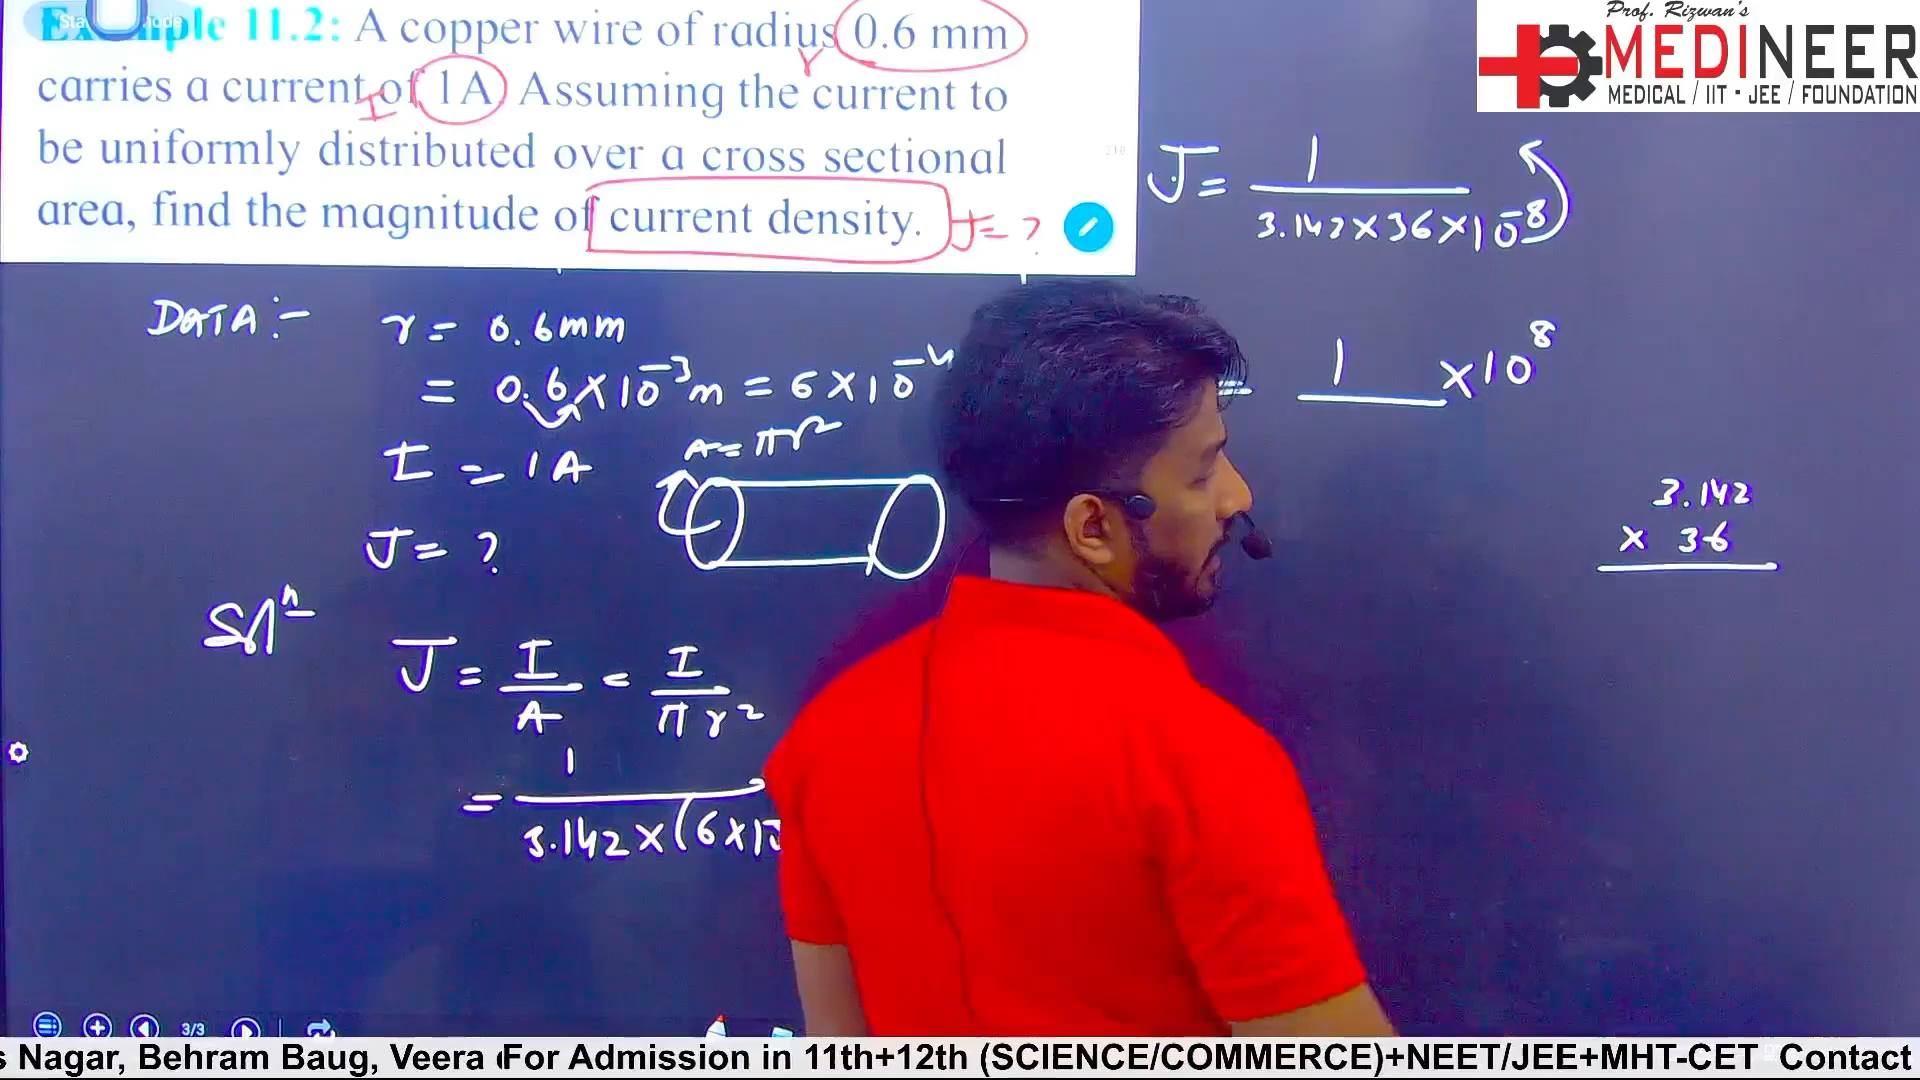 Example 11.2: A copper wire of radius 0.6 mm
carries a current of 1A. Assuming the current to
be uniformly distributed over a cross sectional
area, find the magnitude of current density.
r
I
J = ?
218
Prof. Rizwan's
MEDINEER
MEDICAL / IIT - JEE / FOUNDATION
DATA :-
r = 0.6mm
= 0.6×10⁻³m = 6×10⁻⁴
I = 1A
A = πr²
J = ?
Solⁿ
J = I/A = I/πr²
= 1/3.142×(6×10
J = 1/3.142×36×10⁻⁸
= 1/ ×10⁸
3.142
× 36
3/3
s Nagar, Behram Baug, Veera For Admission in 11th+12th (SCIENCE/COMMERCE)+NEET/JEE+MHT-CET Contact